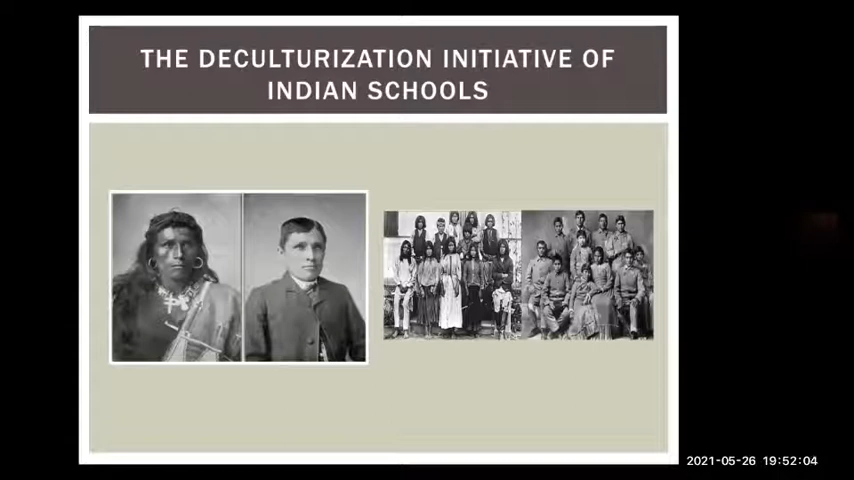 THE DECULTURIZATION INITIATIVE OF
INDIAN SCHOOLS
2021-05-26 19:52:04